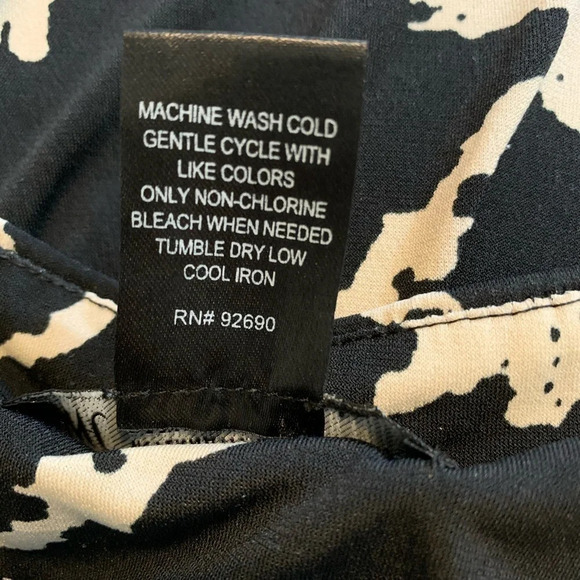 MACHINE WASH COLD
GENTLE CYCLE WITH
LIKE COLORS
ONLY NON-CHLORINE
BLEACH WHEN NEEDED
TUMBLE DRY LOW
COOL IRON
RN# 92690